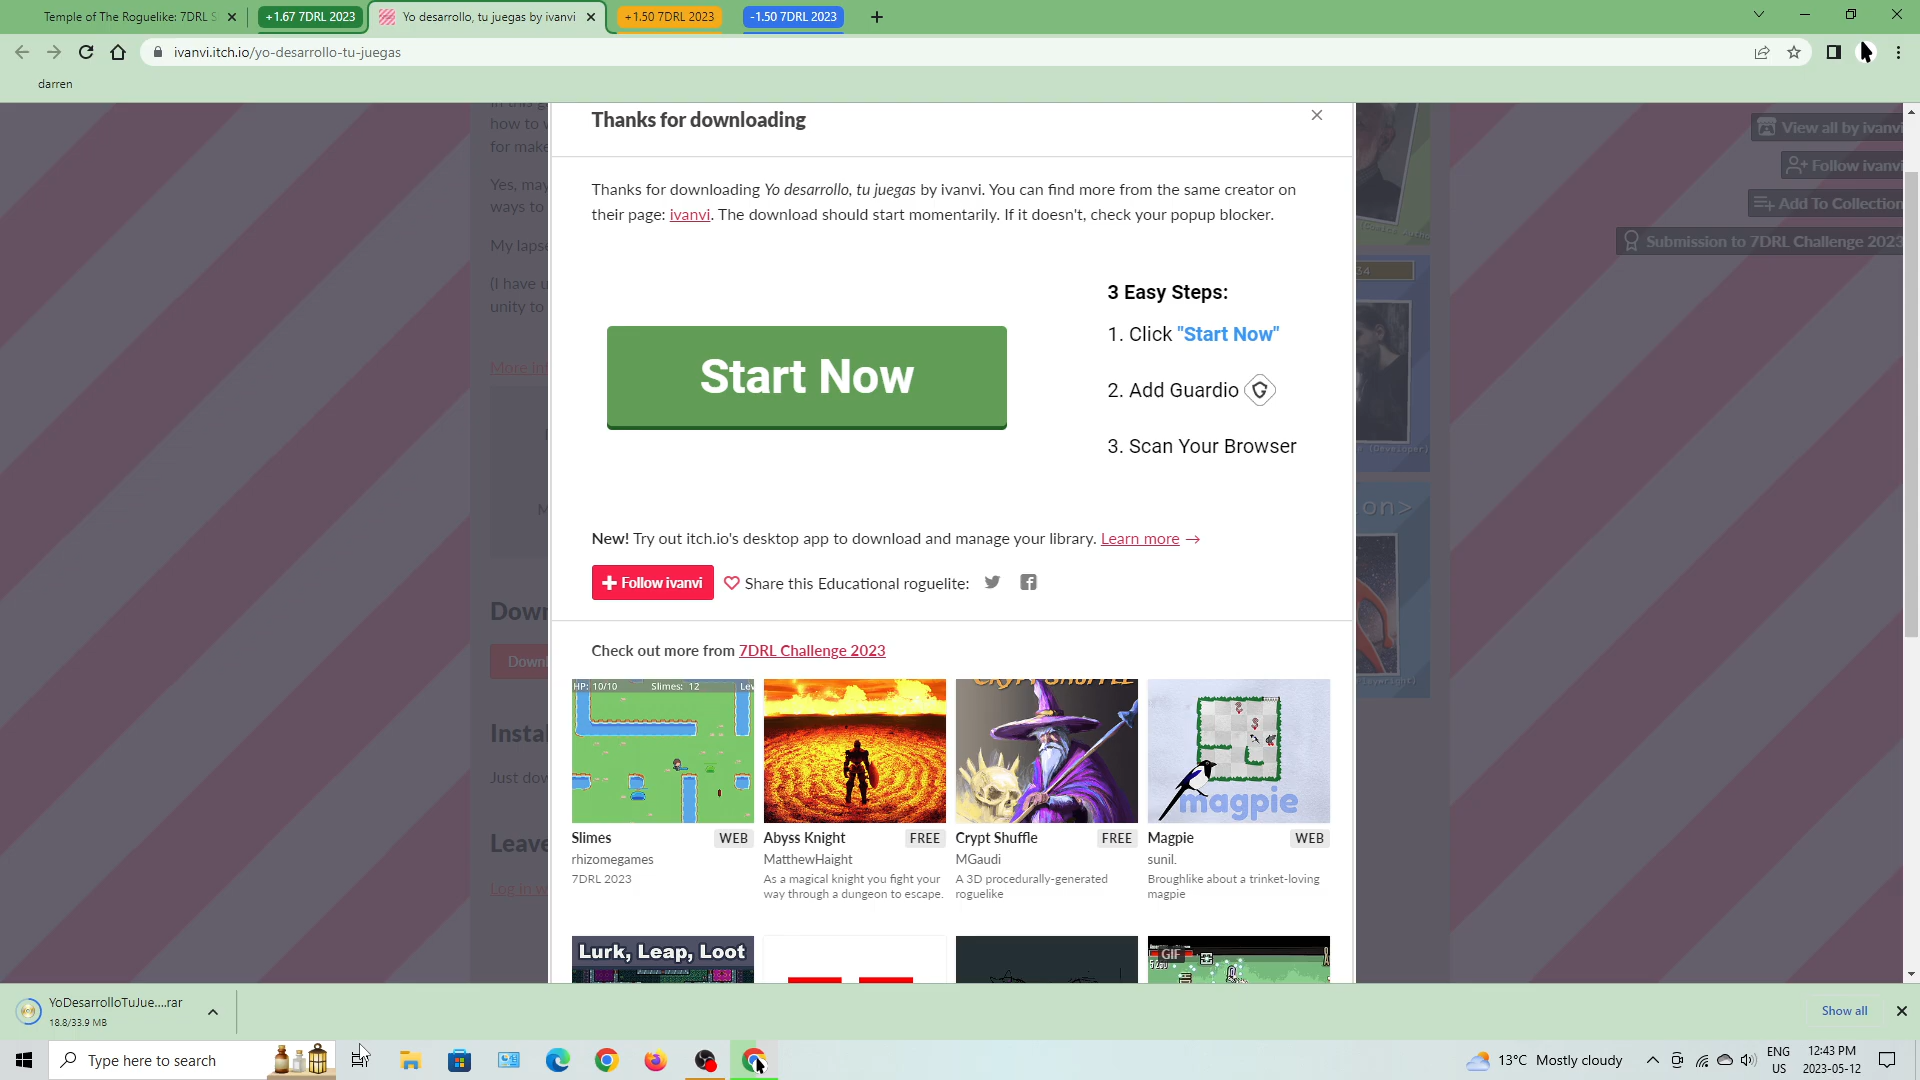 Temple of The Roguelike: 7DRL S
+1.67 7DRL 2023
Yo desarrollo, tu juegas by ivanvi
+1.50 7DRL 2023
-1.50 7DRL 2023
ivanvi.itch.io/yo-desarrollo-tu-juegas
darren
Thanks for downloading
Thanks for downloading Yo desarrollo, tu juegas by ivanvi. You can find more from the same creator on
their page: ivanvi. The download should start momentarily. If it doesn't, check your popup blocker.
Start Now
3 Easy Steps:
1. Click "Start Now"
2. Add Guardio
3. Scan Your Browser
New! Try out itch.io's desktop app to download and manage your library. Learn more →
Follow ivanvi
Share this Educational roguelite:
Check out more from 7DRL Challenge 2023
HP: 10/10 Slimes: 12 Lev
magpie
Slimes WEB
rhizomegames
7DRL 2023
Abyss Knight FREE
MatthewHaight
As a magical knight you fight your
way through a dungeon to escape.
Crypt Shuffle FREE
MGaudi
A 3D procedurally-generated
roguelike
Magpie WEB
sunil.
Broughlike about a trinket-loving
magpie
Lurk, Leap, Loot
GIF
how to w
for make
Yes, may
ways to
My lapse
(I have u
unity to
More in
Down
Downl
Instal
Just dow
Leave
Log in w
View all by ivanvi
Follow ivanvi
Add To Collection
Submission to 7DRL Challenge 2023
YoDesarrolloTuJue....rar
18.8/33.9 MB
Show all
Type here to search
13°C Mostly cloudy
ENG
US
12:43 PM
2023-05-12